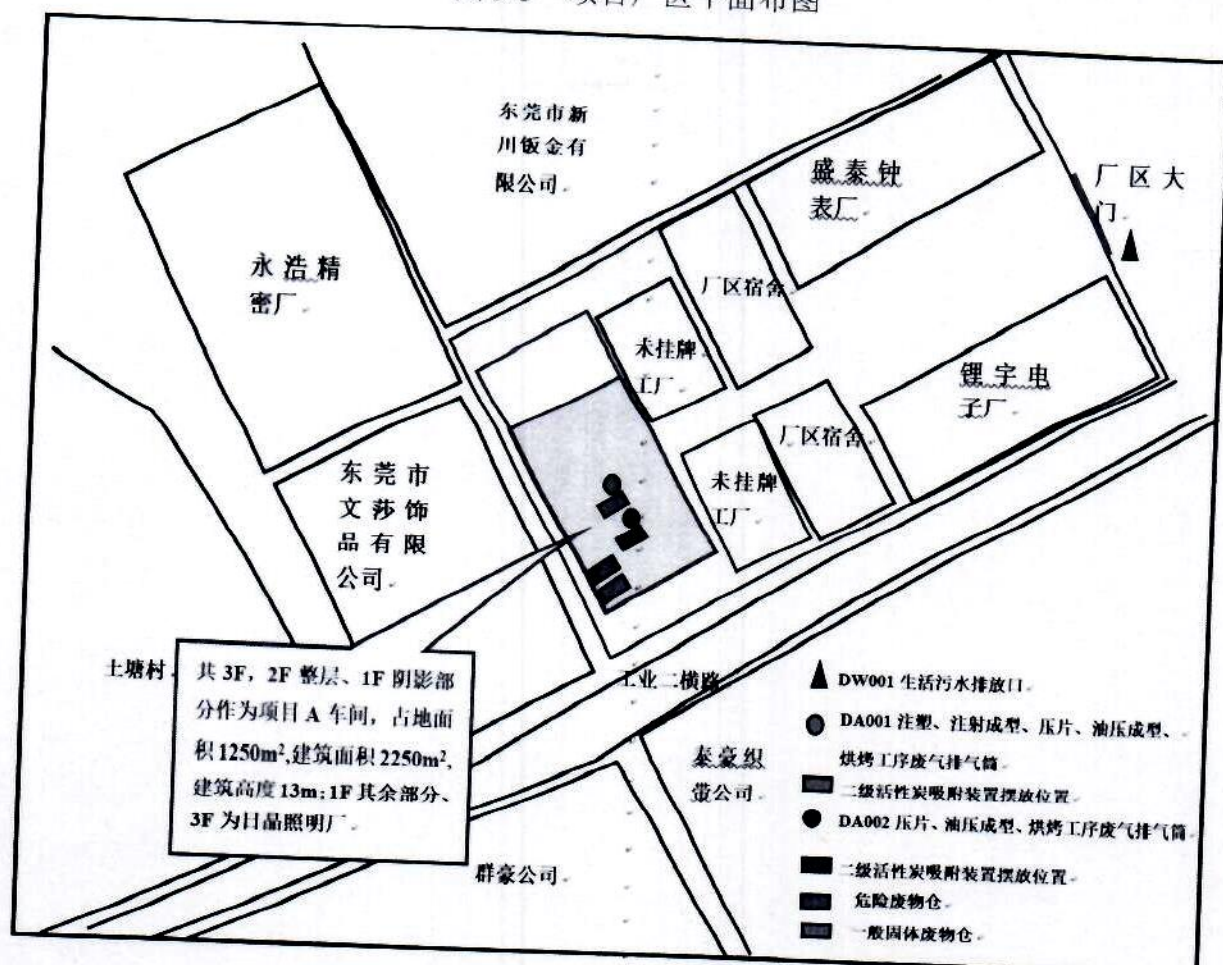 项目厂区平面布图
东莞市新
川钣金有
限公司
盛泰钟
表厂
厂区大
门
永浩精
密厂
厂区宿舍
未挂牌
工厂
锂宇电
子厂
厂区宿舍
未挂牌
工厂
东莞市
文莎饰
品有限
公司
土塘村
共3F，2F整层、1F阴影部
分作为项目A车间，占地面
积1250m²,建筑面积2250m²,
建筑高度13m；1F其余部分、
3F为日晶照明厂
工业二横路
泰豪织
带公司
群豪公司
DW001 生活污水排放口
DA001 注塑、注射成型、压片、油压成型、
烘烤工序废气排气筒
二级活性炭吸附装置摆放位置
DA002 压片、油压成型、烘烤工序废气排气筒
二级活性炭吸附装置摆放位置
危险废物仓
一般固体废物仓